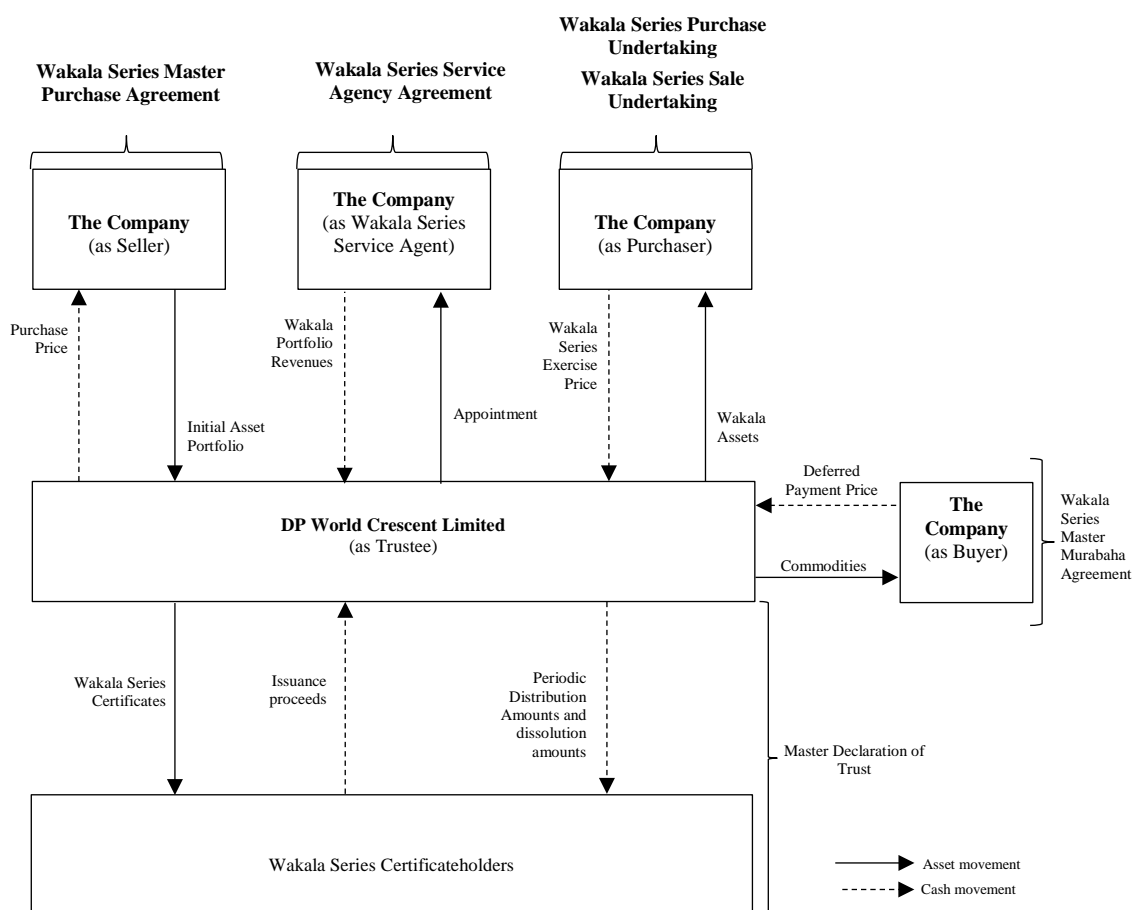 Wakala Series Purchase
Undertaking
Wakala Series Sale
Undertaking
Wakala Series Master
Purchase Agreement
Wakala Series Service
Agency Agreement
The Company
(as Seller)
The Company
(as Wakala Series
Service Agent)
The Company
(as Purchaser)
Purchase
Price
Initial Asset
Portfolio
Wakala
Portfolio
Revenues
Appointment
Wakala
Series
Exercise
Price
Wakala
Assets
DP World Crescent Limited
(as Trustee)
Deferred
Payment Price
Commodities
The
Company
(as Buyer)
Wakala
Series
Master
Murabaha
Agreement
Wakala Series
Certificates
Issuance
proceeds
Periodic
Distribution
Amounts and
dissolution
amounts
Master Declaration of
Trust
Wakala Series Certificateholders
Asset movement
Cash movement